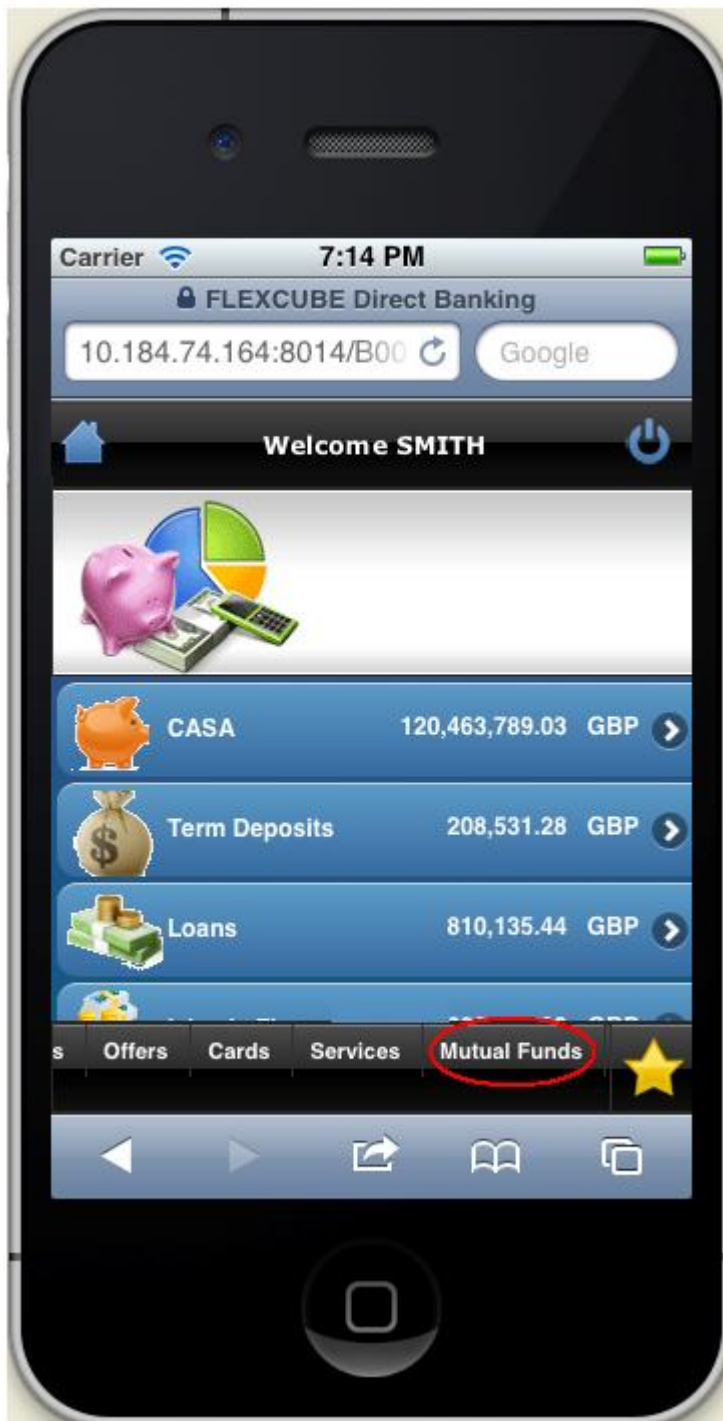 Carrier 7:14 PM
FLEXCUBE Direct Banking
10.184.74.164:8014/B00 Google
Welcome SMITH
CASA 120,463,789.03 GBP
$
Term Deposits 208,531.28 GBP
Loans 810,135.44 GBP
s Offers Cards Services Mutual Funds